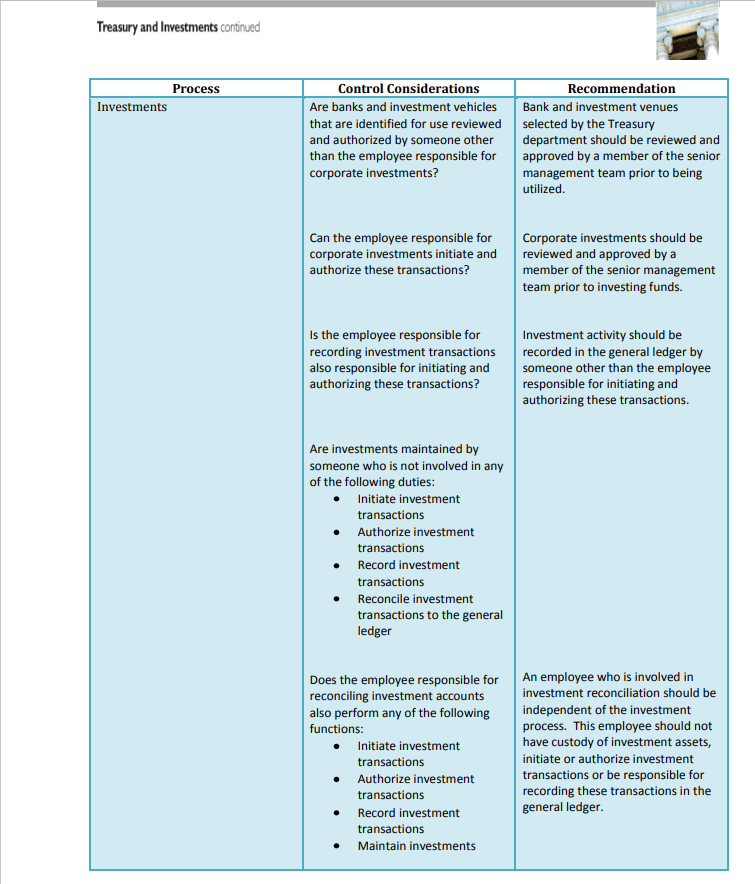 Treasury and Investments continued
Process
Control Considerations
Recommendation
Investments
Are banks and investment vehicles
that are identified for use reviewed
and authorized by someone other
than the employee responsible for
corporate investments?
Bank and investment venues
selected by the Treasury
department should be reviewed and
approved by a member of the senior
management team prior to being
utilized.
Can the employee responsible for
corporate investments initiate and
authorize these transactions?
Corporate investments should be
reviewed and approved by a
member of the senior management
team prior to investing funds.
Is the employee responsible for
recording investment transactions
also responsible for initiating and
authorizing these transactions?
Investment activity should be
recorded in the general ledger by
someone other than the employee
responsible for initiating and
authorizing these transactions.
Are investments maintained by
someone who is not involved in any
of the following duties:
• Initiate investment
transactions
• Authorize investment
transactions
• Record investment
transactions
• Reconcile investment
transactions to the general
ledger
Does the employee responsible for
reconciling investment accounts
also perform any of the following
functions:
• Initiate investment
transactions
• Authorize investment
transactions
• Record investment
transactions
• Maintain investments
An employee who is involved in
investment reconciliation should be
independent of the investment
process.  This employee should not
have custody of investment assets,
initiate or authorize investment
transactions or be responsible for
recording these transactions in the
general ledger.